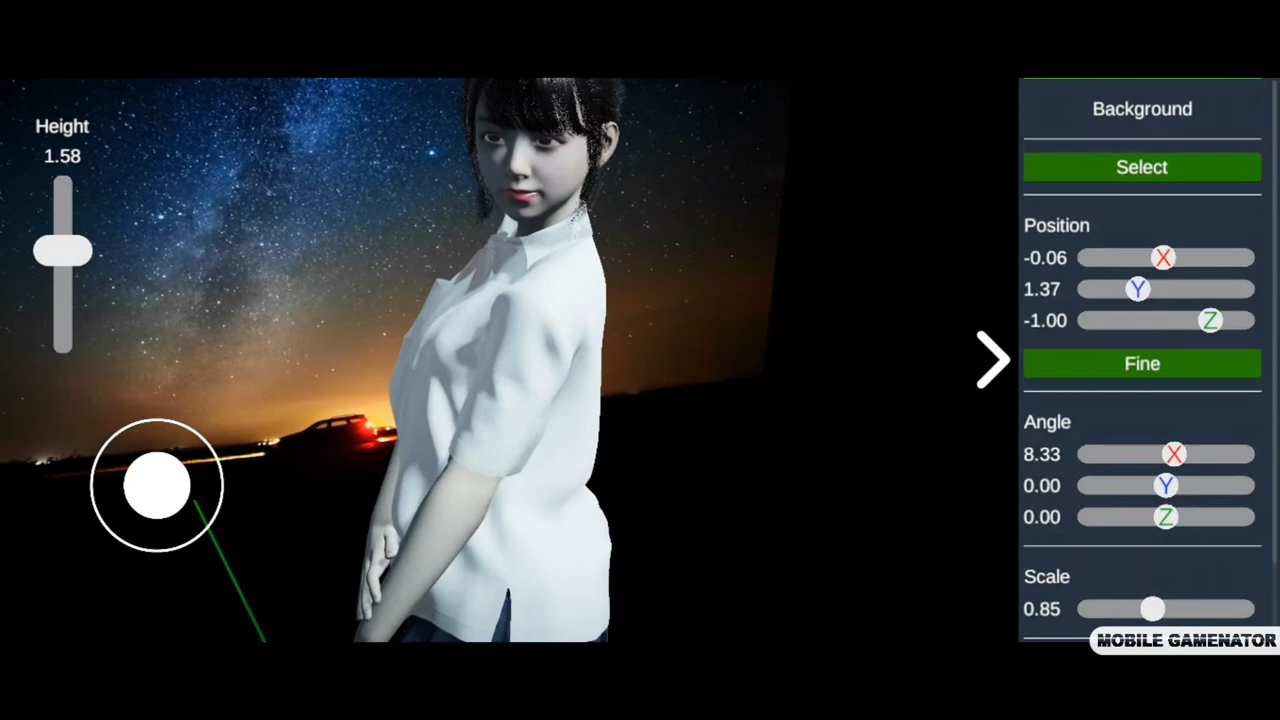 Height
1.58
Background
Select
Position
-0.06 X
1.37 Y
-1.00 Z
Fine
Angle
8.33 X
0.00 Y
0.00 Z
Scale
0.85
MOBILE GAMENATOR